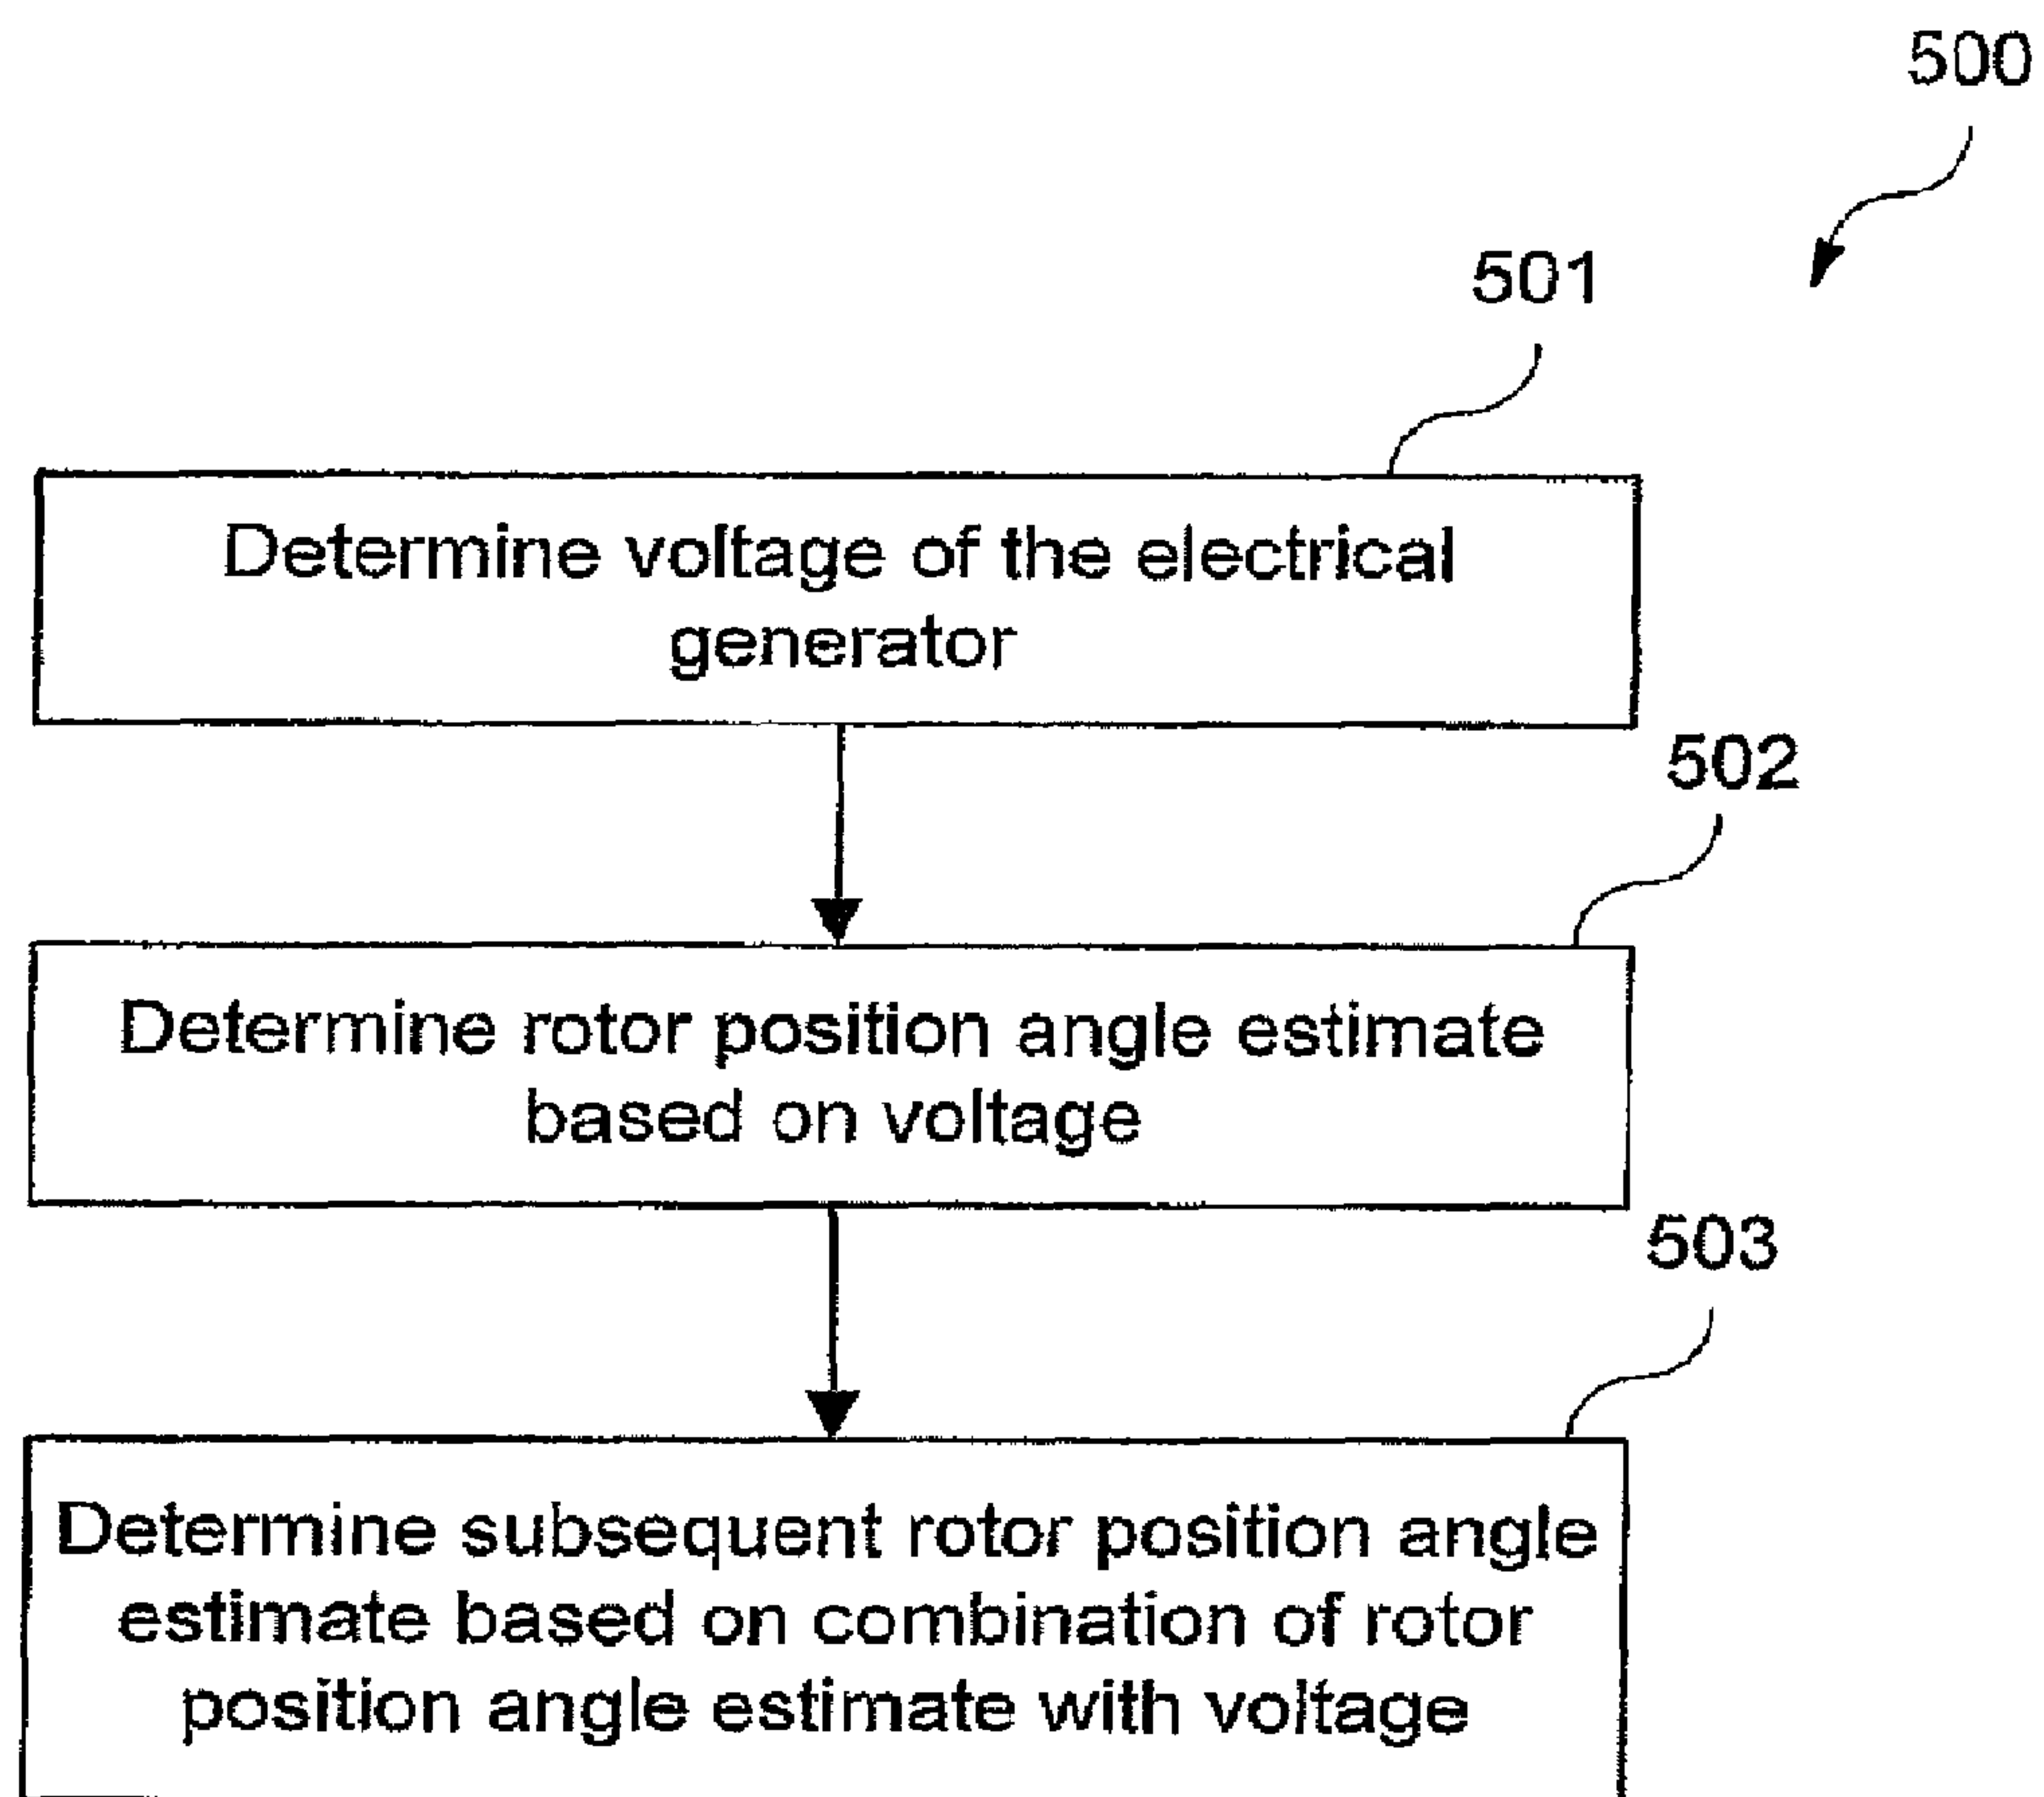 500
501
Determine voltage of the electrical
generator
502
Determine rotor position angle estimate
based on voltage
503
Determine subsequent rotor position angle
estimate based on combination of rotor
position angle estimate with voltage